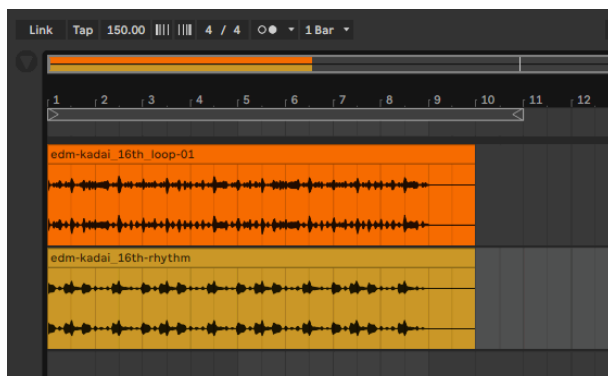 Link Tap 150.00 4 / 4 1 Bar
1 2 3 4 5 6 7 8 9 10 11 12
edm-kadai_16th_loop-01
edm-kadai_16th-rhythm